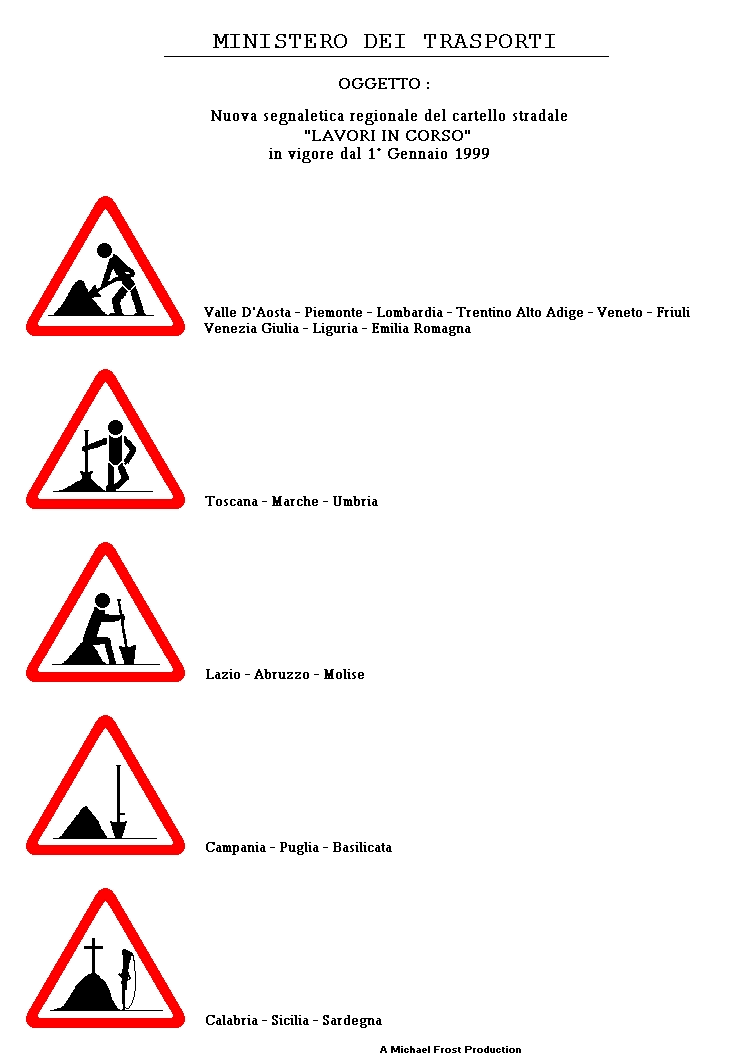 MINISTERO DEI TRASPORTI
OGGETTO :
Nuova segnaletica regionale del cartello stradale
"LAVORI IN CORSO"
in vigore dal 1° Gennaio 1999
Valle D'Aosta - Piemonte - Lombardia - Trentino Alto Adige - Veneto - Friuli
Venezia Giulia - Liguria - Emilia Romagna
Toscana - Marche - Umbria
Lazio - Abruzzo - Molise
Campania - Puglia - Basilicata
Calabria - Sicilia - Sardegna
A Michael Frost Production